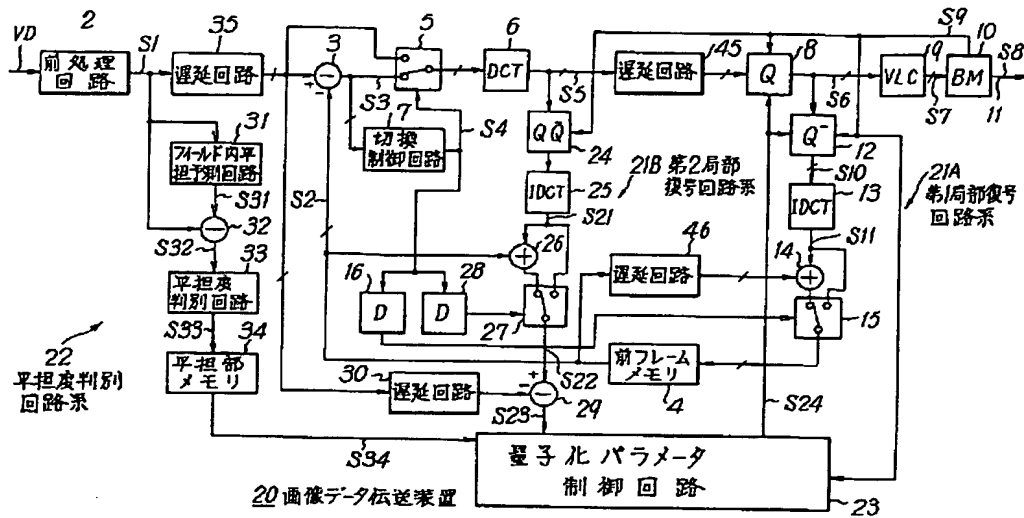 VD
2
前処理
回路
S1
35
遅延回路
3
+
−
S3
5
7
切換
制御回路
S4
6
DCT
S5
45
遅延回路
8
Q
S6
9
VLC
S7
S9
10
BM
S8
11
31
フィールド内平
担予測回路
S31
32
S32
33
平担度
判別回路
S33
34
平担部
メモリ
S34
22
平担度判別
回路系
S2
24
25
IDCT
S21
21B 第2局部
復号回路系
26
+
16
D
28
D
27
S22
30
遅延回路
+
−
29
S23
46
遅延回路
前フレーム
メモリ
4
Q⁻
12
S10
13
IDCT
S11
14
+
15
21A
第1局部復号
回路系
S24
量子化パラメータ
制御回路
23
20 画像データ伝送装置